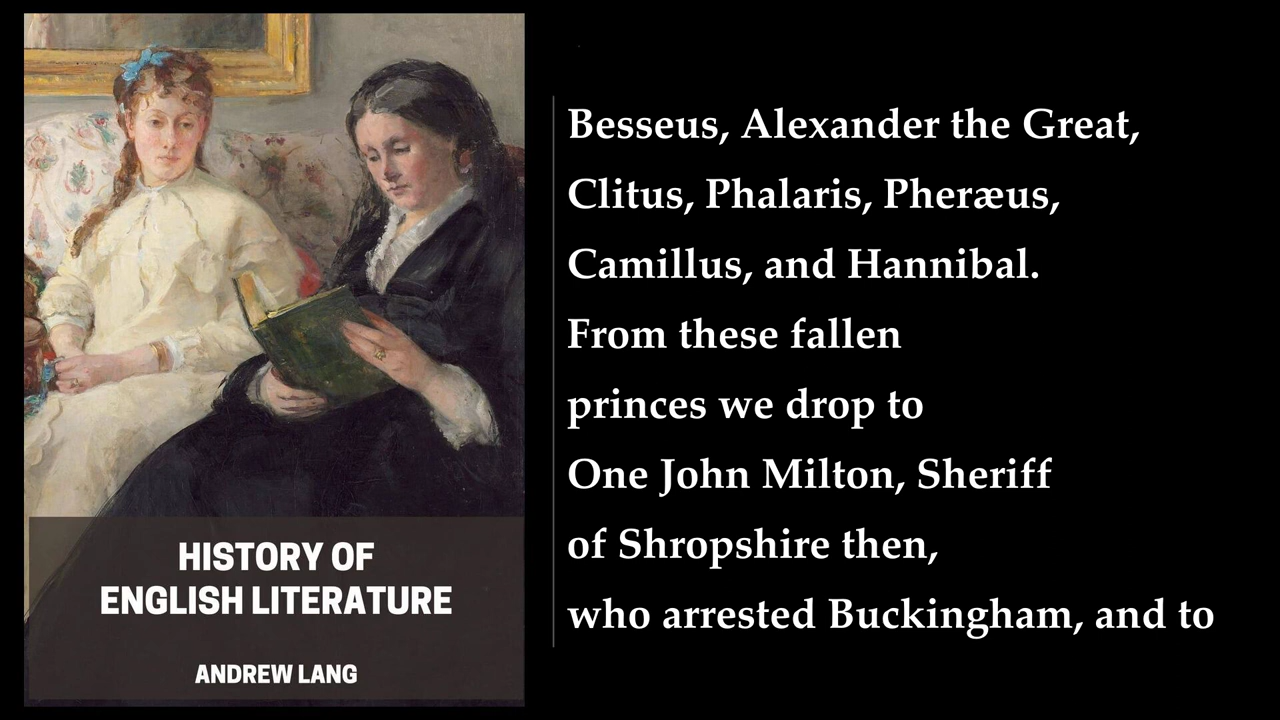 HISTORY OF
ENGLISH LITERATURE
ANDREW LANG
Besseus, Alexander the Great,
Clitus, Phalaris, Pheræus,
Camillus, and Hannibal.
From these fallen
princes we drop to
One John Milton, Sheriff
of Shropshire then,
who arrested Buckingham, and to